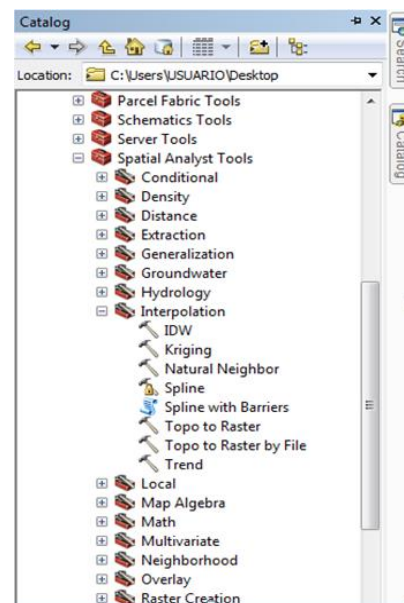 Catalog
Location: C:\Users\USUARIO\Desktop
Parcel Fabric Tools
Schematics Tools
Server Tools
Spatial Analyst Tools
Conditional
Density
Distance
Extraction
Generalization
Groundwater
Hydrology
Interpolation
IDW
Kriging
Natural Neighbor
Spline
Spline with Barriers
Topo to Raster
Topo to Raster by File
Trend
Local
Map Algebra
Math
Multivariate
Neighborhood
Overlay
Raster Creation
Search
Catalog